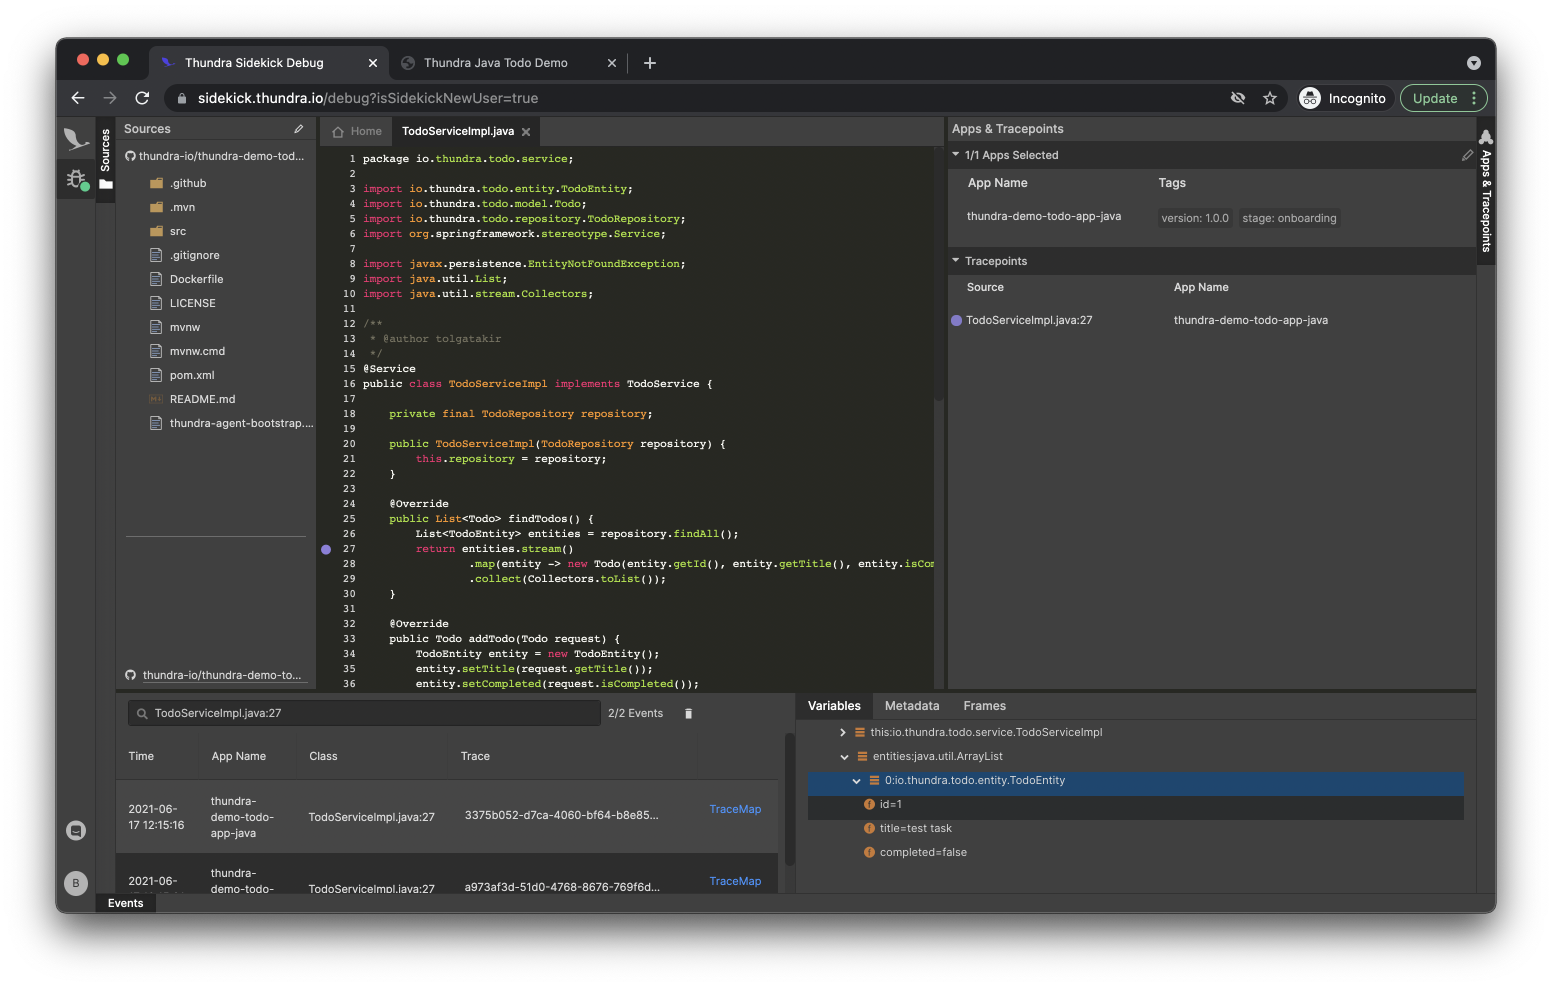 Thundra Sidekick Debug
Thundra Java Todo Demo
sidekick.thundra.io/debug?isSidekickNewUser=true
Incognito
Update
Sources
Sources
thundra-io/thundra-demo-tod...
.github
.mvn
src
.gitignore
Dockerfile
LICENSE
mvnw
mvnw.cmd
pom.xml
README.md
thundra-agent-bootstrap....
thundra-io/thundra-demo-to...
Home
TodoServiceImpl.java
1 package io.thundra.todo.service;
2
3 import io.thundra.todo.entity.TodoEntity;
4 import io.thundra.todo.model.Todo;
5 import io.thundra.todo.repository.TodoRepository;
6 import org.springframework.stereotype.Service;
7
8 import javax.persistence.EntityNotFoundException;
9 import java.util.List;
10 import java.util.stream.Collectors;
11
12 /**
13 * @author tolgatakir
14 */
15 @Service
16 public class TodoServiceImpl implements TodoService {
17
18 private final TodoRepository repository;
19
20 public TodoServiceImpl(TodoRepository repository) {
21 this.repository = repository;
22 }
23
24 @Override
25 public List<Todo> findTodos() {
26 List<TodoEntity> entities = repository.findAll();
27 return entities.stream()
28 .map(entity -> new Todo(entity.getId(), entity.getTitle(), entity.isCom
29 .collect(Collectors.toList());
30 }
31
32 @Override
33 public Todo addTodo(Todo request) {
34 TodoEntity entity = new TodoEntity();
35 entity.setTitle(request.getTitle());
36 entity.setCompleted(request.isCompleted());
Apps & Tracepoints
1/1 Apps Selected
App Name Tags
thundra-demo-todo-app-java version: 1.0.0 stage: onboarding
Tracepoints
Source App Name
TodoServiceImpl.java:27 thundra-demo-todo-app-java
Apps & Tracepoints
TodoServiceImpl.java:27 2/2 Events
Time App Name Class Trace
2021-06-17 12:15:16 thundra-demo-todo-app-java TodoServiceImpl.java:27 3375b052-d7ca-4060-bf64-b8e85... TraceMap
2021-06- thundra-demo-todo- TodoServiceImpl.java:27 a973af3d-51d0-4768-8676-769f6d... TraceMap
Variables Metadata Frames
this:io.thundra.todo.service.TodoServiceImpl
entities:java.util.ArrayList
0:io.thundra.todo.entity.TodoEntity
id=1
title=test task
completed=false
B
Events